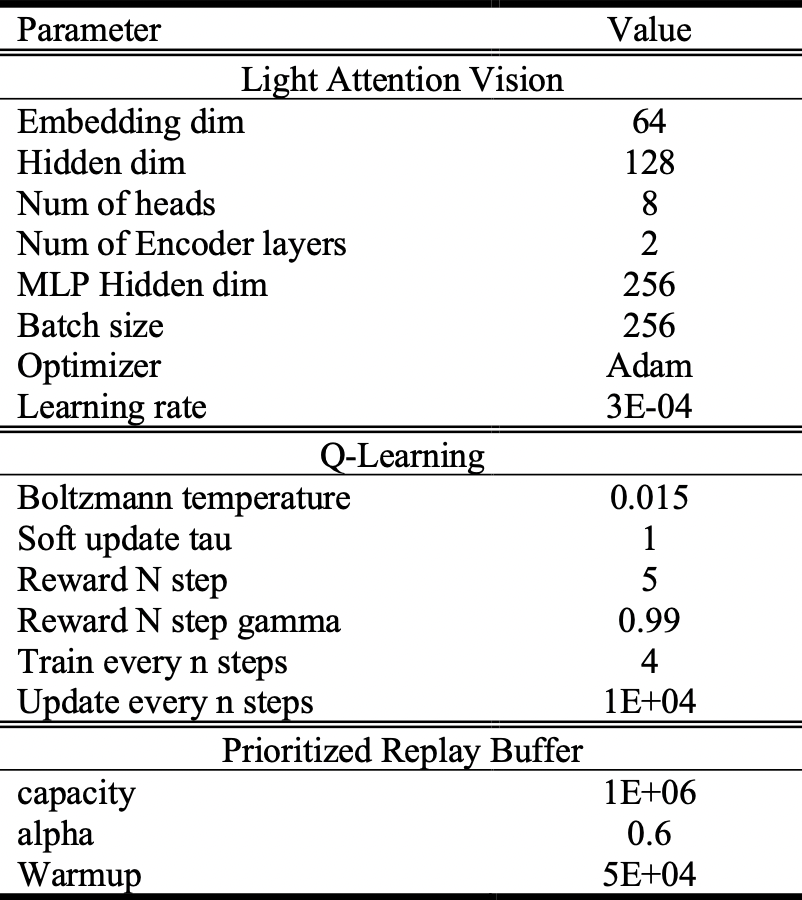 Parameter Value
Light Attention Vision
Embedding dim 64
Hidden dim 128
Num of heads 8
Num of Encoder layers 2
MLP Hidden dim 256
Batch size 256
Optimizer Adam
Learning rate 3E-04
Q-Learning
Boltzmann temperature 0.015
Soft update tau 1
Reward N step 5
Reward N step gamma 0.99
Train every n steps 4
Update every n steps 1E+04
Prioritized Replay Buffer
capacity 1E+06
alpha 0.6
Warmup 5E+04